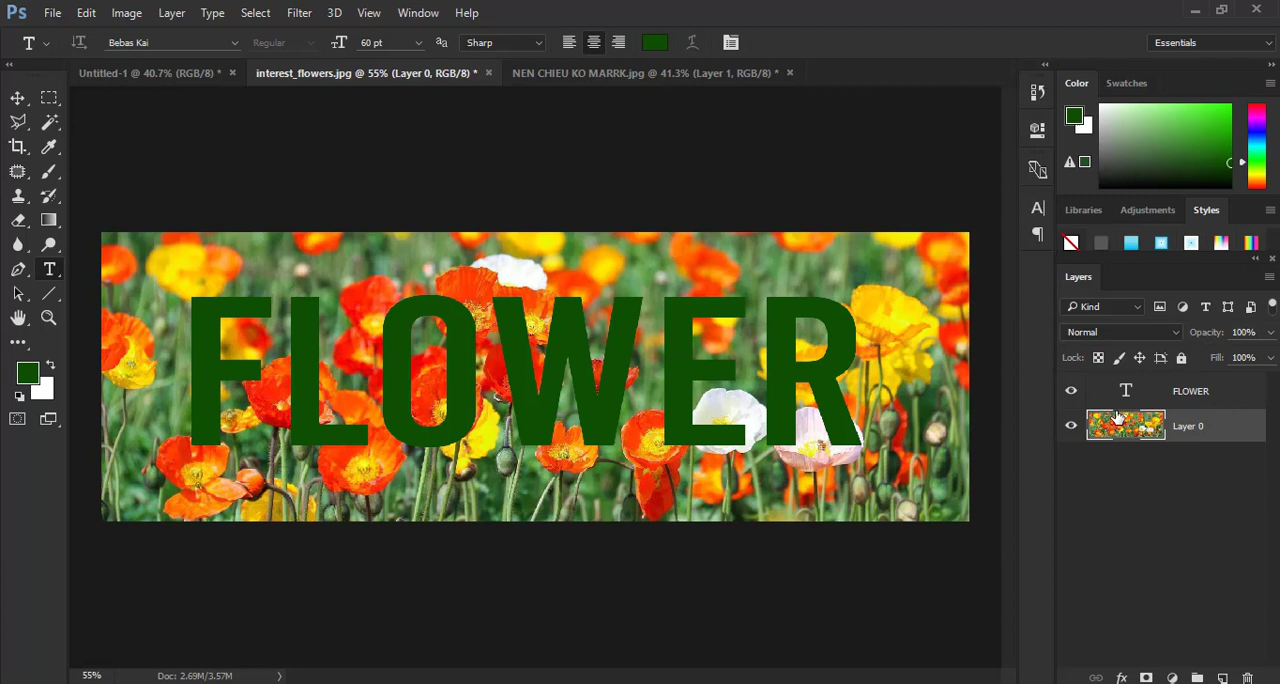 Ps File Edit Image Layer Type Select Filter 3D View Window Help
T Bebas Kai Regular 60 pt aa Sharp Essentials
Untitled-1 @ 40.7% (RGB/8) * × interest_flowers.jpg @ 55% (Layer 0, RGB/8) * × NEN CHIEU KO MARRK.jpg @ 41.3% (Layer 1, RGB/8) * ×
Color Swatches
Libraries Adjustments Styles
Layers
Kind
Normal Opacity: 100%
Lock: Fill: 100%
T FLOWER
Layer 0
FLOWER
55% Doc: 2.69M/3.57M
fx